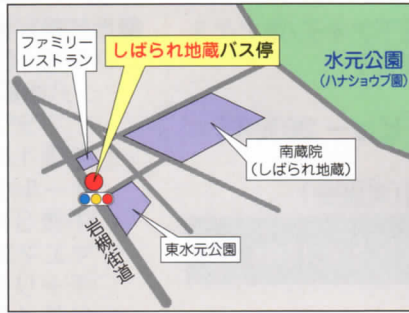 ファミリー
レストラン
しばられ地蔵バス停
水元公園
(ハナショウブ園)
南蔵院
(しばられ地蔵)
東水元公園
岩槻街道